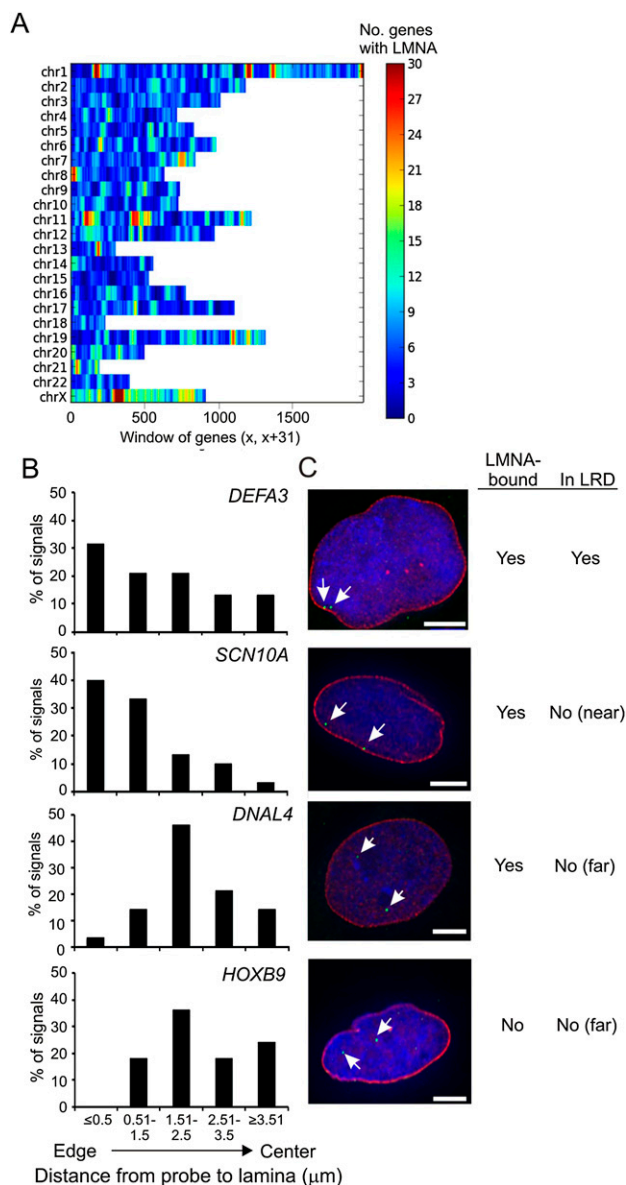 A
No. genes
with LMNA
chr1
chr2
chr3
chr4
chr5
chr6
chr7
chr8
chr9
chr10
chr11
chr12
chr13
chr14
chr15
chr16
chr17
chr18
chr19
chr20
chr21
chr22
chrX
30
27
24
21
18
15
12
9
6
3
0
0 500 1000 1500
Window of genes (x, x+31)
B
C
LMNA-
bound
In LRD
DEFA3
% of signals
50
40
30
20
10
0
Yes Yes
SCN10A
% of signals
50
40
30
20
10
0
Yes No (near)
DNAL4
% of signals
50
40
30
20
10
0
Yes No (far)
HOXB9
% of signals
50
40
30
20
10
0
No No (far)
≤0.5 0.51-1.5 1.51-2.5 2.51-3.5 ≥3.51
Edge Center
Distance from probe to lamina (μm)